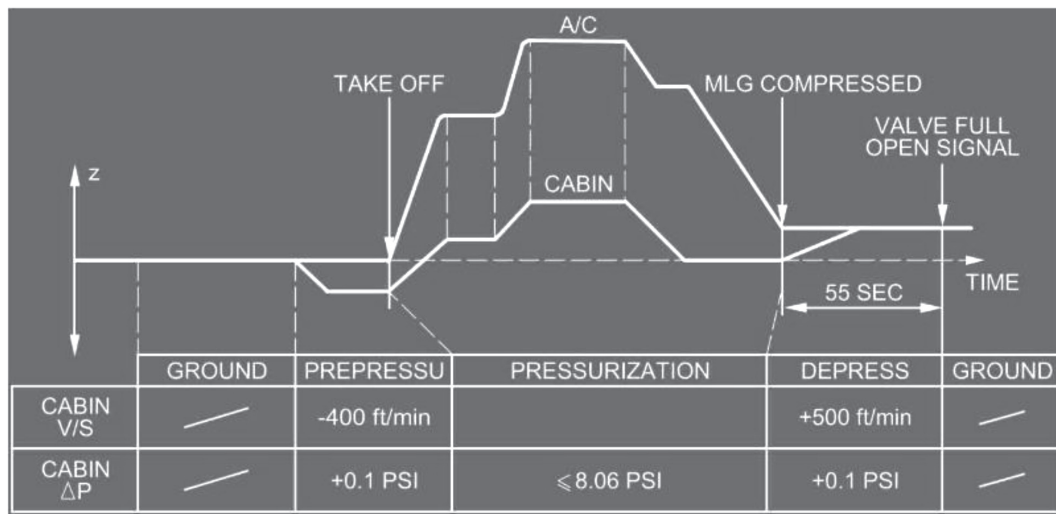 A/C
TAKE OFF
MLG COMPRESSED
VALVE FULL
OPEN SIGNAL
z
CABIN
TIME
55 SEC
GROUND PREPRESSU PRESSURIZATION DEPRESS GROUND
CABIN
V/S
-400 ft/min +500 ft/min
CABIN
ΔP
+0.1 PSI ⩽8.06 PSI +0.1 PSI